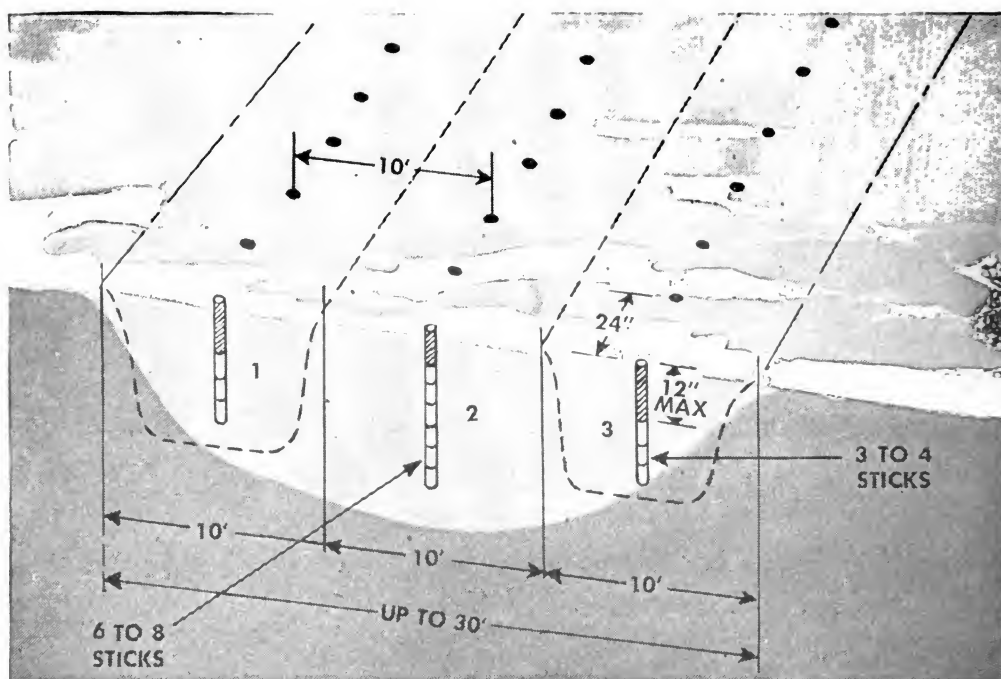 10'
24"
1
12"
MAX
2
3
3 TO 4
STICKS
10'
10'
10'
UP TO 30'
6 TO 8
STICKS